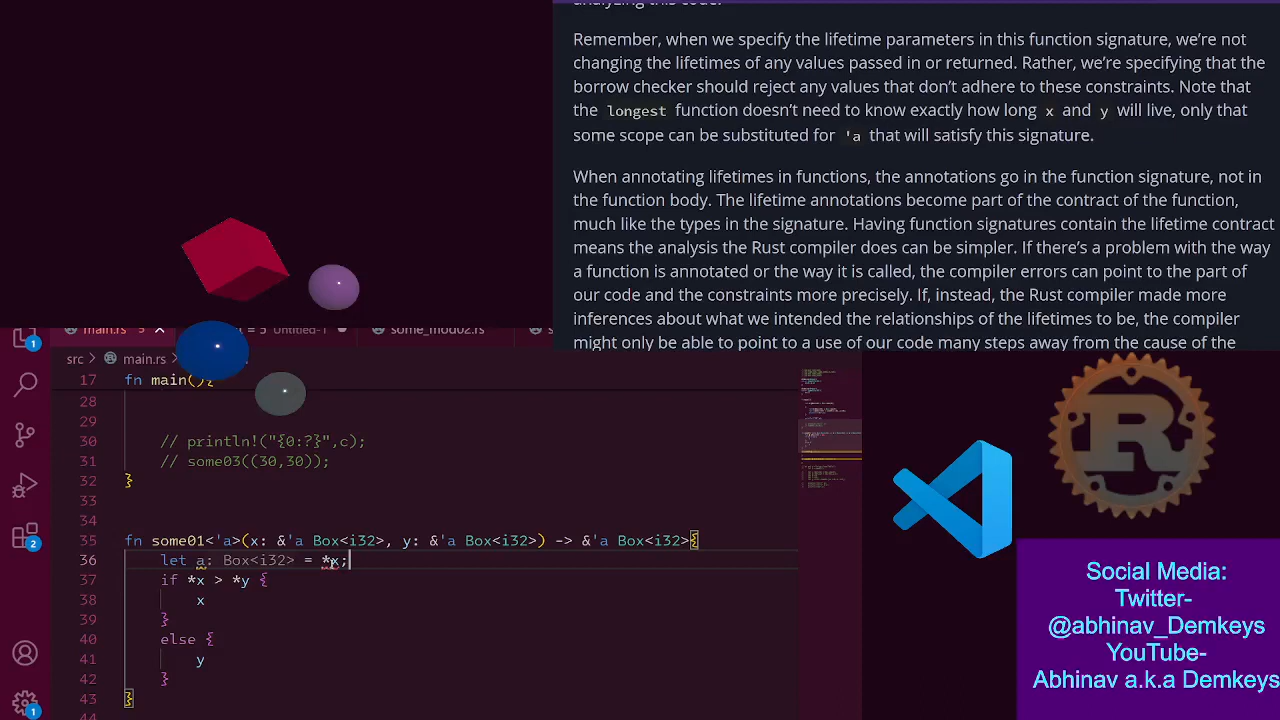 analyzing this code.
Remember, when we specify the lifetime parameters in this function signature, we're not
changing the lifetimes of any values passed in or returned. Rather, we're specifying that the
borrow checker should reject any values that don't adhere to these constraints. Note that
the longest function doesn't need to know exactly how long x and y will live, only that
some scope can be substituted for 'a that will satisfy this signature.
When annotating lifetimes in functions, the annotations go in the function signature, not in
the function body. The lifetime annotations become part of the contract of the function,
much like the types in the signature. Having function signatures contain the lifetime contract
means the analysis the Rust compiler does can be simpler. If there's a problem with the way
a function is annotated or the way it is called, the compiler errors can point to the part of
our code and the constraints more precisely. If, instead, the Rust compiler made more
inferences about what we intended the relationships of the lifetimes to be, the compiler
might only be able to point to a use of our code many steps away from the cause of the
1
main.rs 5 = 5 Untitled-1 some_mod02.rs
src > main.rs >
17 fn main(){
28
29
30 // println!("{0:?}",c);
31 // some03((30,30));
32 }
33
34
35 fn some01<'a>(x: &'a Box<i32>, y: &'a Box<i32>) -> &'a Box<i32>{
36 let a: Box<i32> = *x;
37 if *x > *y {
38 x
39 }
40 else {
41 y
42 }
43 }
44
2
1
R
Social Media:
Twitter-
@abhinav_Demkeys
YouTube-
Abhinav a.k.a Demkeys